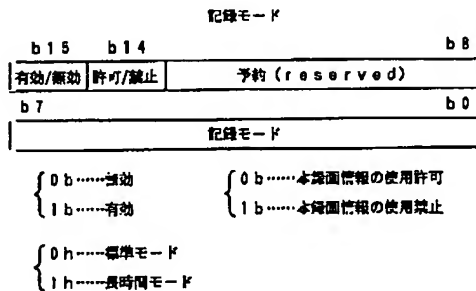 記録モード
b15 b14 b8
有効/無効 許可/禁止 予約(reserved)
b7 b0
記録モード
0b……無効 0b……本録画情報の使用許可
1b……有効 1b……本録画情報の使用禁止
0h……標準モード
1h……長時間モード